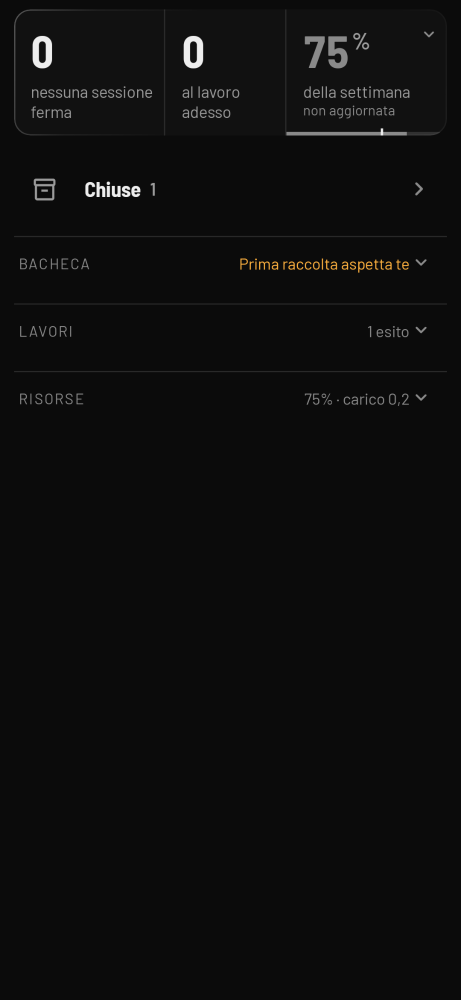 0
nessuna sessione
ferma
0
al lavoro
adesso
75%
della settimana
non aggiornata
Chiuse 1
BACHECA Prima raccolta aspetta te
LAVORI 1 esito
RISORSE 75% · carico 0,2